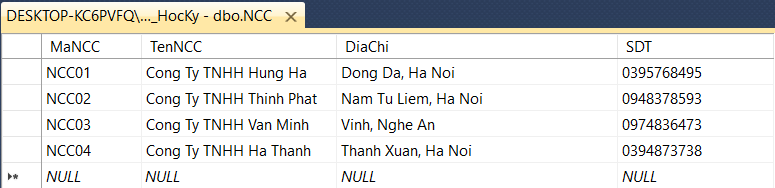 DESKTOP-KC6PVFQ\..._HocKy - dbo.NCC
MaNCC TenNCC DiaChi SDT
NCC01 Cong Ty TNHH Hung Ha Dong Da, Ha Noi 0395768495
NCC02 Cong Ty TNHH Thinh Phat Nam Tu Liem, Ha Noi 0948378593
NCC03 Cong Ty TNHH Van Minh Vinh, Nghe An 0974836473
NCC04 Cong Ty TNHH Ha Thanh Thanh Xuan, Ha Noi 0394873738
NULL NULL NULL NULL